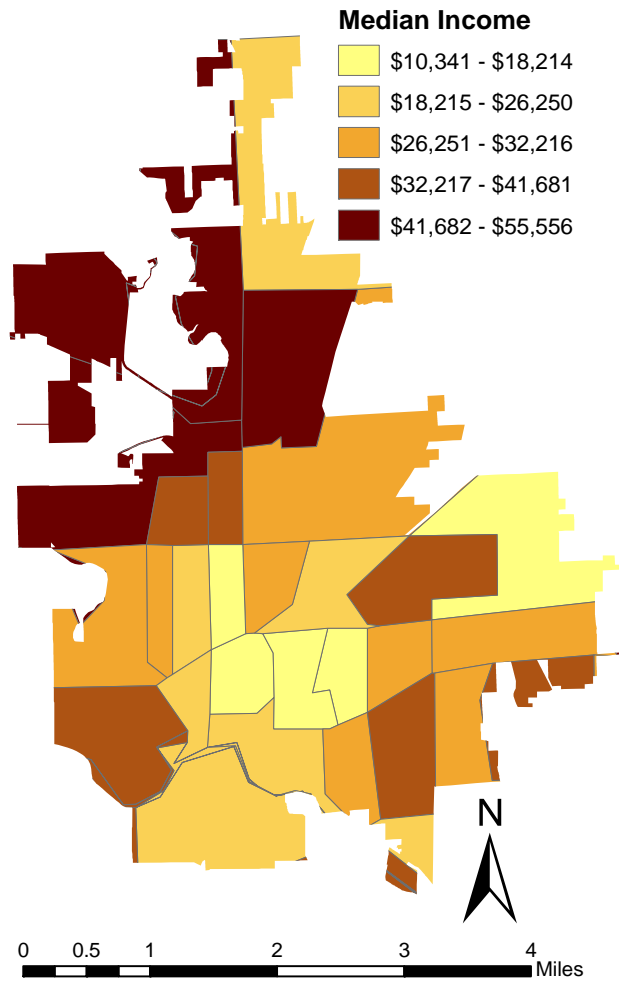 Median Income
$10,341 - $18,214
$18,215 - $26,250
$26,251 - $32,216
$32,217 - $41,681
$41,682 - $55,556
N
0 0.5 1 2 3 4
Miles